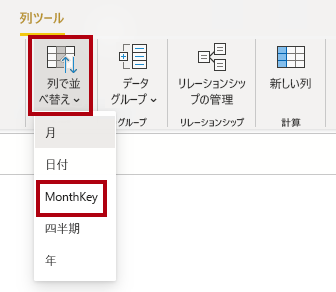 列ツール
列で並
べ替え
データ
グループ
リレーションシッ
プの管理
新しい列
グループ
リレーションシップ
計算
月
日付
MonthKey
四半期
年